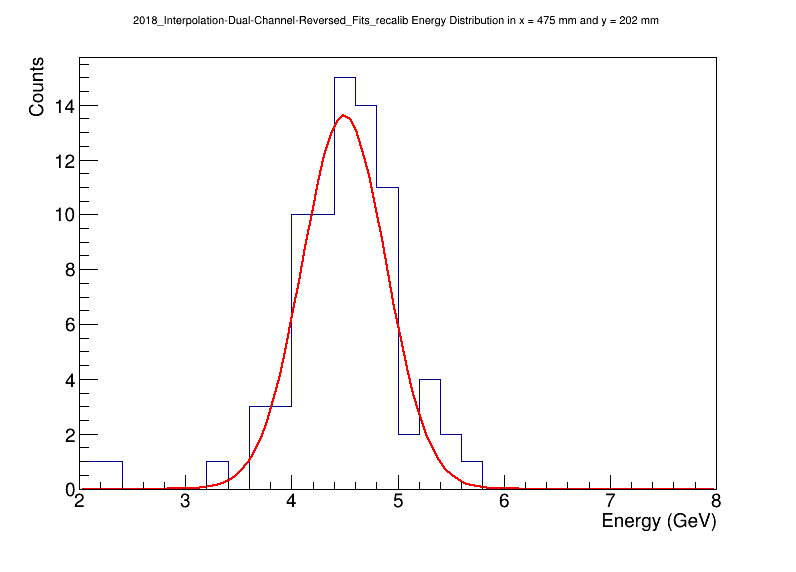 2018_Interpolation-Dual-Channel-Reversed_Fits_recalib Energy Distribution in x = 475 mm and y = 202 mm
Counts
14
12
10
8
6
4
2
0
2 3 4 5 6 7 8
Energy (GeV)